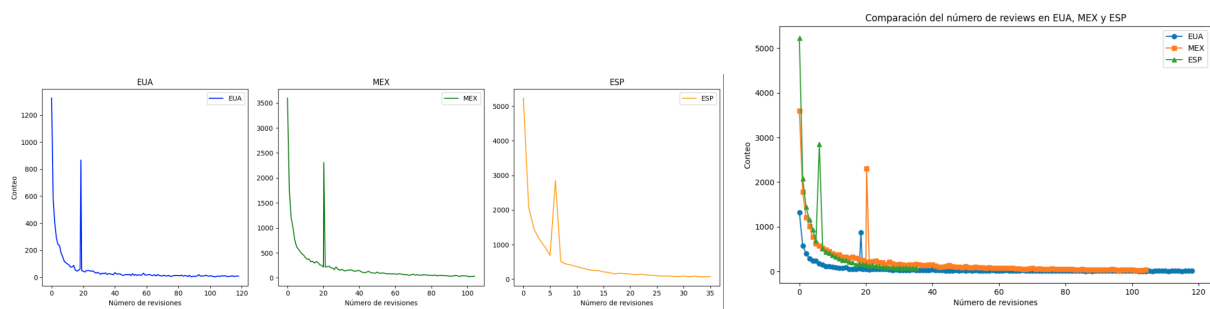 EUA
EUA
1200
1000
800
600
400
200
0
Conteo
0 20 40 60 80 100 120
Número de revisiones
MEX
MEX
3500
3000
2500
2000
1500
1000
500
0
0 20 40 60 80 100
Número de revisiones
ESP
ESP
5000
4000
3000
2000
1000
0
0 5 10 15 20 25 30 35
Número de revisiones
Comparación del número de reviews en EUA, MEX y ESP
EUA
MEX
ESP
5000
4000
3000
2000
1000
0
Conteo
0 20 40 60 80 100 120
Número de revisiones